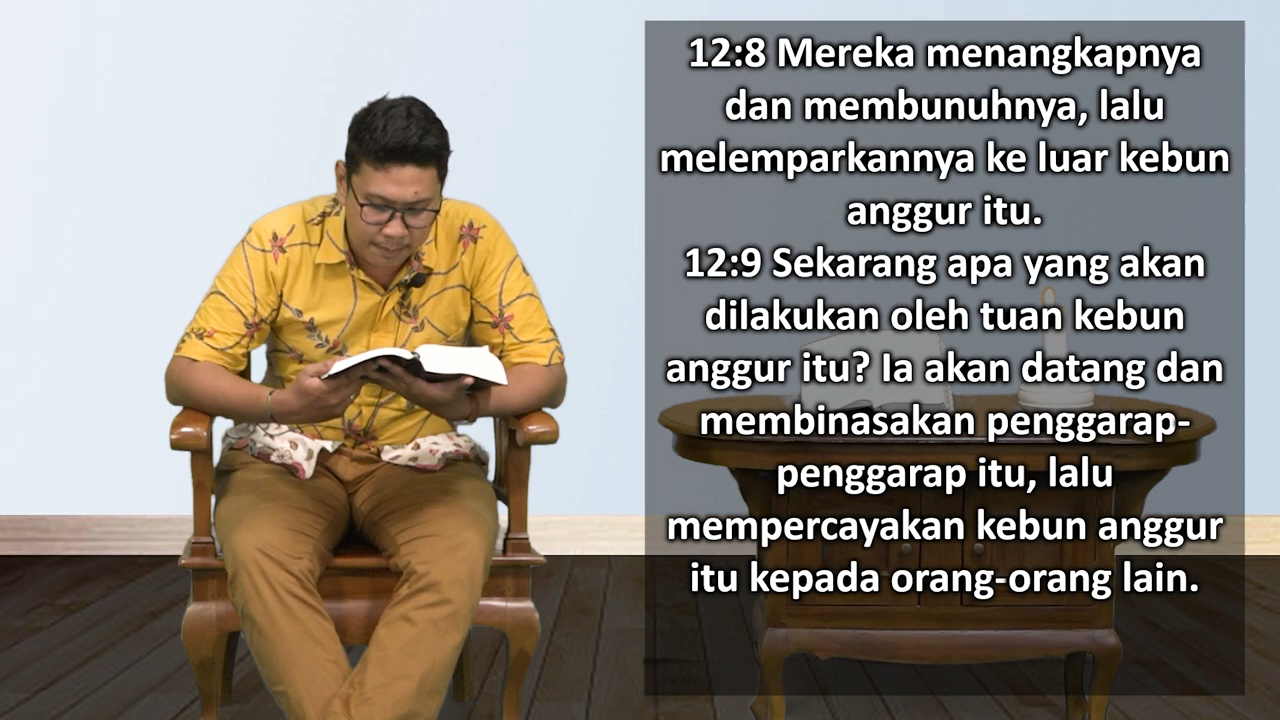 12:8 Mereka menangkapnya
dan membunuhnya, lalu
melemparkannya ke luar kebun
anggur itu.
12:9 Sekarang apa yang akan
dilakukan oleh tuan kebun
anggur itu? Ia akan datang dan
membinasakan penggarap-
penggarap itu, lalu
mempercayakan kebun anggur
itu kepada orang-orang lain.